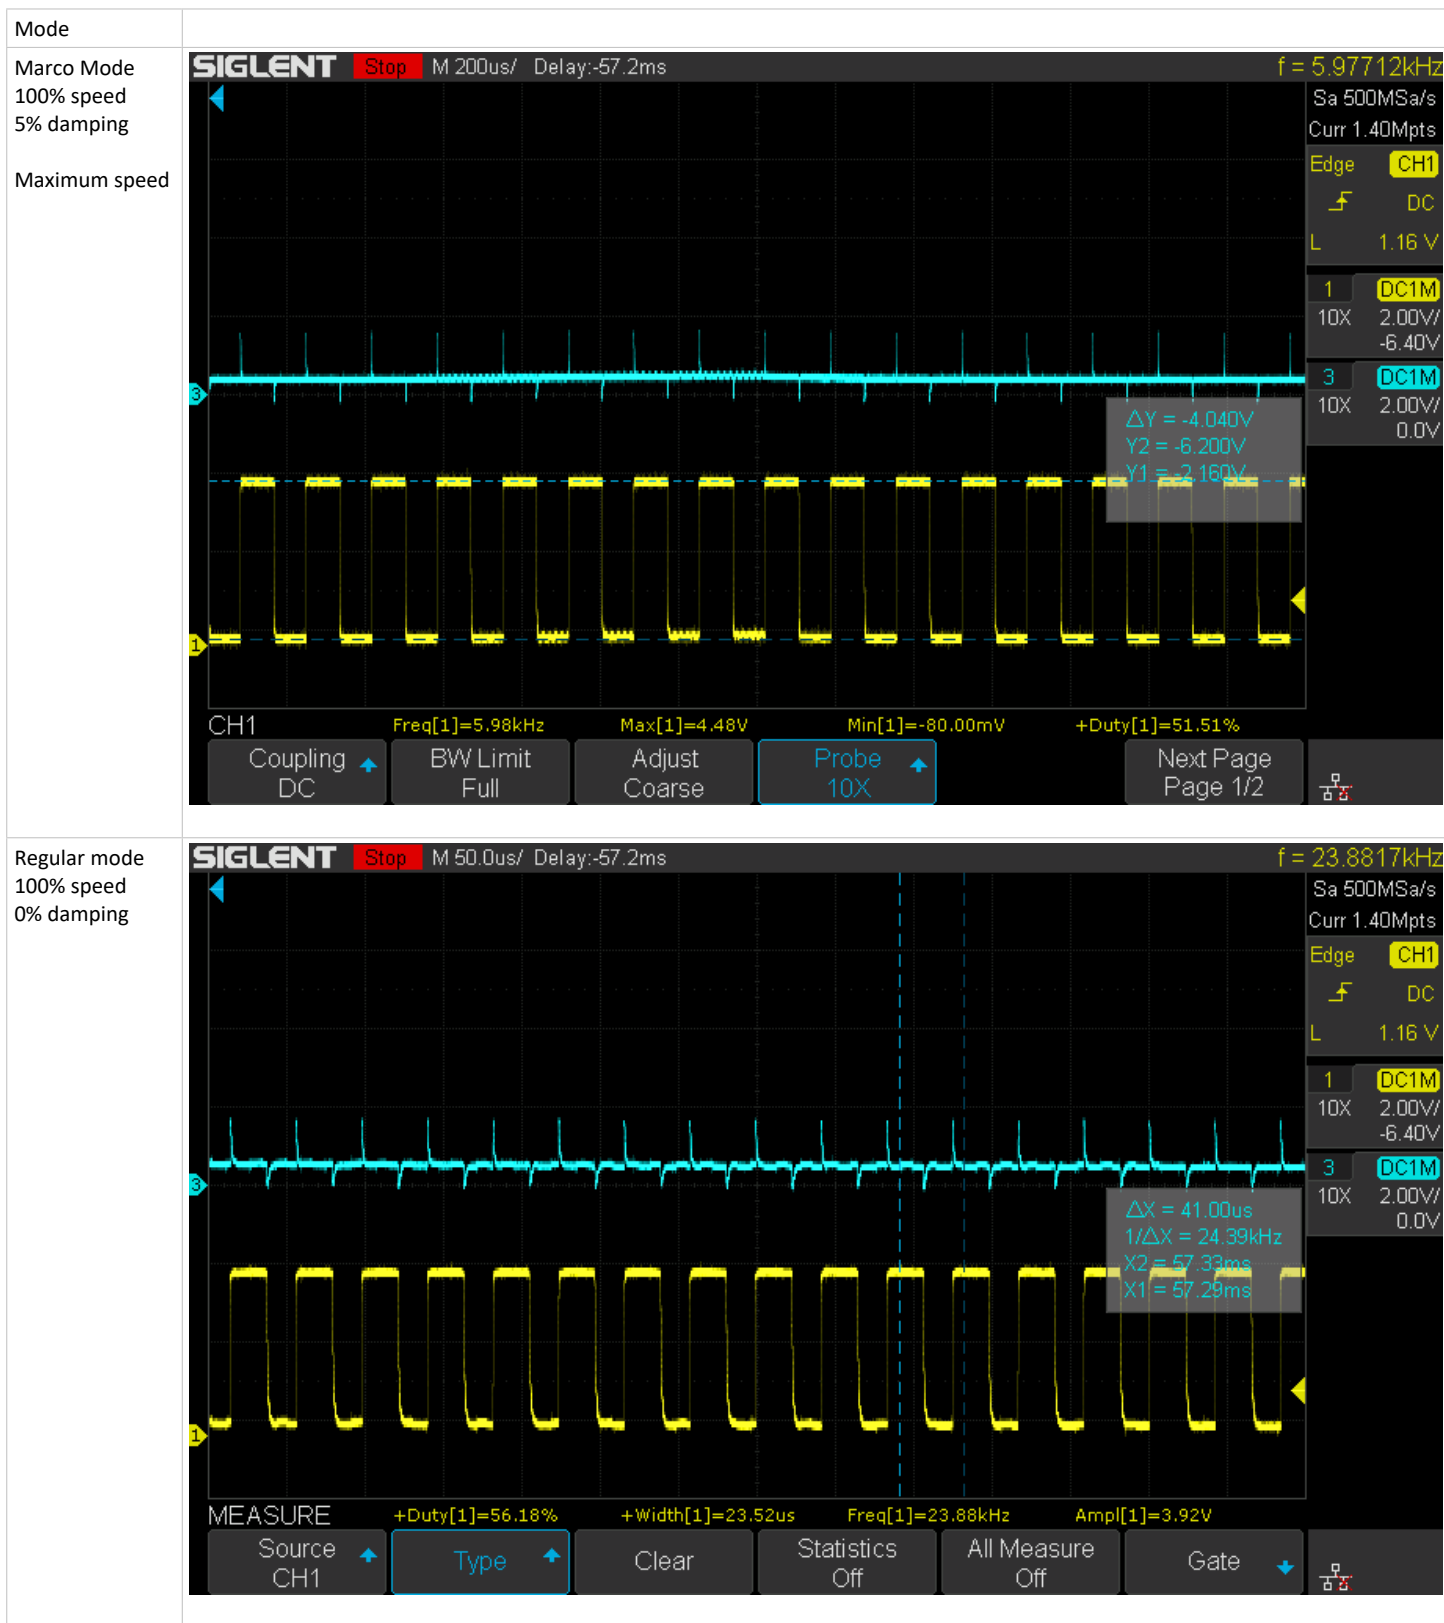 Mode
Marco Mode
100% speed
5% damping
Maximum speed
SIGLENT Stop M 200us/ Delay:-57.2ms f = 5.97712kHz
Sa 500MSa/s
Curr 1.40Mpts
Edge CH1
DC
L 1.16 V
1 DC1M
10X 2.00V/
-6.40V
3 DC1M
10X 2.00V/
0.0V
3
△Y = -4.040V
Y2 = -6.200V
Y1 = -2.160V
1
CH1 Freq[1]=5.98kHz Max[1]=4.48V Min[1]=-80.00mV +Duty[1]=51.51%
Coupling BW Limit Adjust Probe Next Page
DC Full Coarse 10X Page 1/2
Regular mode
100% speed
0% damping
SIGLENT Stop M 50.0us/ Delay:-57.2ms f = 23.8817kHz
Sa 500MSa/s
Curr 1.40Mpts
Edge CH1
DC
L 1.16 V
1 DC1M
10X 2.00V/
-6.40V
3 DC1M
10X 2.00V/
0.0V
3
△X = 41.00us
1/△X = 24.39kHz
X2 = 57.33ms
X1 = 57.29ms
1
MEASURE +Duty[1]=56.18% +Width[1]=23.52us Freq[1]=23.88kHz Ampl[1]=3.92V
Source Type Clear Statistics All Measure Gate
CH1 Off Off